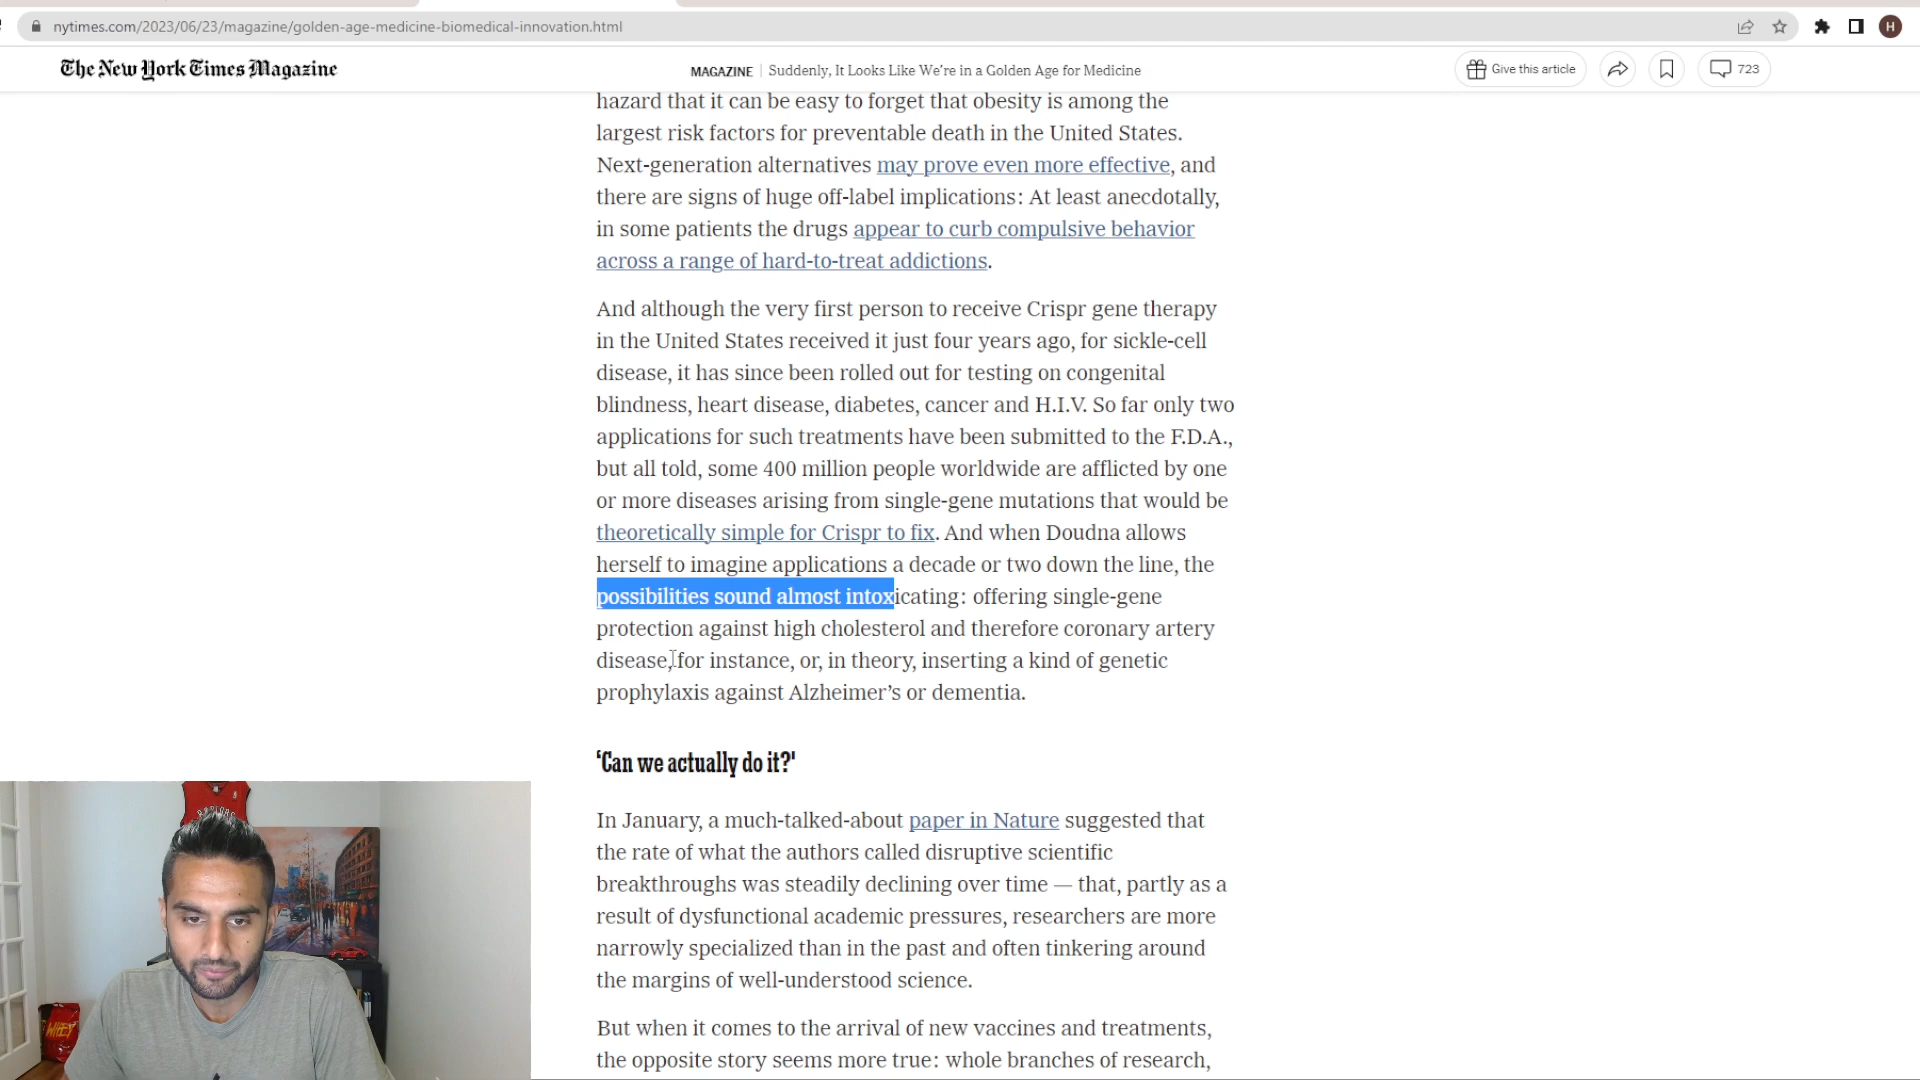 nytimes.com/2023/06/23/magazine/golden-age-medicine-biomedical-innovation.html
H
The New York Times Magazine
MAGAZINE | Suddenly, It Looks Like We're in a Golden Age for Medicine
Give this article
723
hazard that it can be easy to forget that obesity is among the
largest risk factors for preventable death in the United States.
Next-generation alternatives may prove even more effective, and
there are signs of huge off-label implications: At least anecdotally,
in some patients the drugs appear to curb compulsive behavior
across a range of hard-to-treat addictions.
And although the very first person to receive Crispr gene therapy
in the United States received it just four years ago, for sickle-cell
disease, it has since been rolled out for testing on congenital
blindness, heart disease, diabetes, cancer and H.I.V. So far only two
applications for such treatments have been submitted to the F.D.A.,
but all told, some 400 million people worldwide are afflicted by one
or more diseases arising from single-gene mutations that would be
theoretically simple for Crispr to fix. And when Doudna allows
herself to imagine applications a decade or two down the line, the
possibilities sound almost intoxicating: offering single-gene
protection against high cholesterol and therefore coronary artery
disease, for instance, or, in theory, inserting a kind of genetic
prophylaxis against Alzheimer's or dementia.
'Can we actually do it?'
In January, a much-talked-about paper in Nature suggested that
the rate of what the authors called disruptive scientific
breakthroughs was steadily declining over time — that, partly as a
result of dysfunctional academic pressures, researchers are more
narrowly specialized than in the past and often tinkering around
the margins of well-understood science.
But when it comes to the arrival of new vaccines and treatments,
the opposite story seems more true: whole branches of research,
WHEY